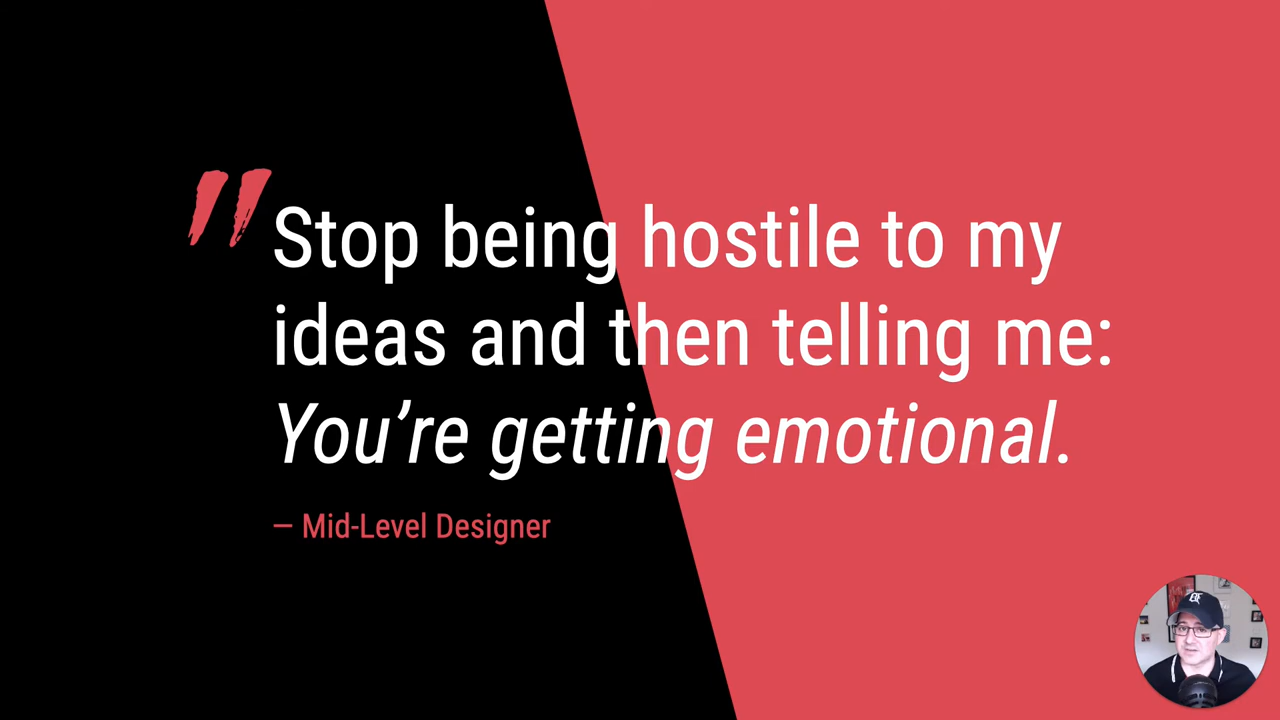 " Stop being hostile to my
ideas and then telling me:
You’re getting emotional.
– Mid-Level Designer